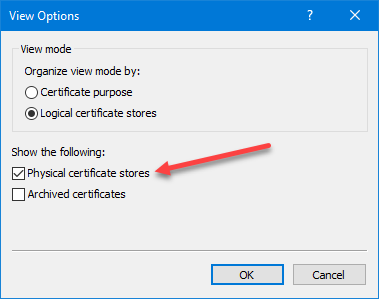 View Options
?
View mode
Organize view mode by:
Certificate purpose
Logical certificate stores
Show the following:
Physical certificate stores
Archived certificates
OK Cancel